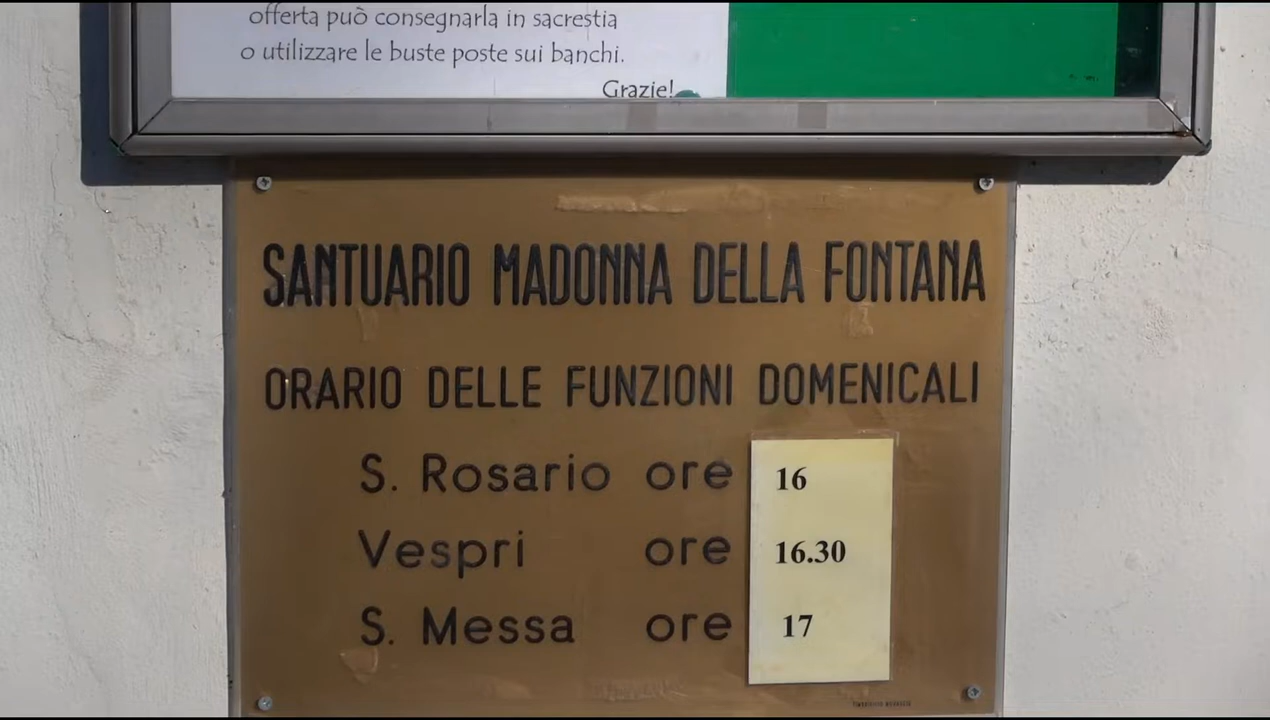 offerta può consegnarla in sacrestia
o utilizzare le buste poste sui banchi.
Grazie!
SANTUARIO MADONNA DELLA FONTANA
ORARIO DELLE FUNZIONI DOMENICALI
S. Rosario ore 16
Vespri ore 16.30
S. Messa ore 17